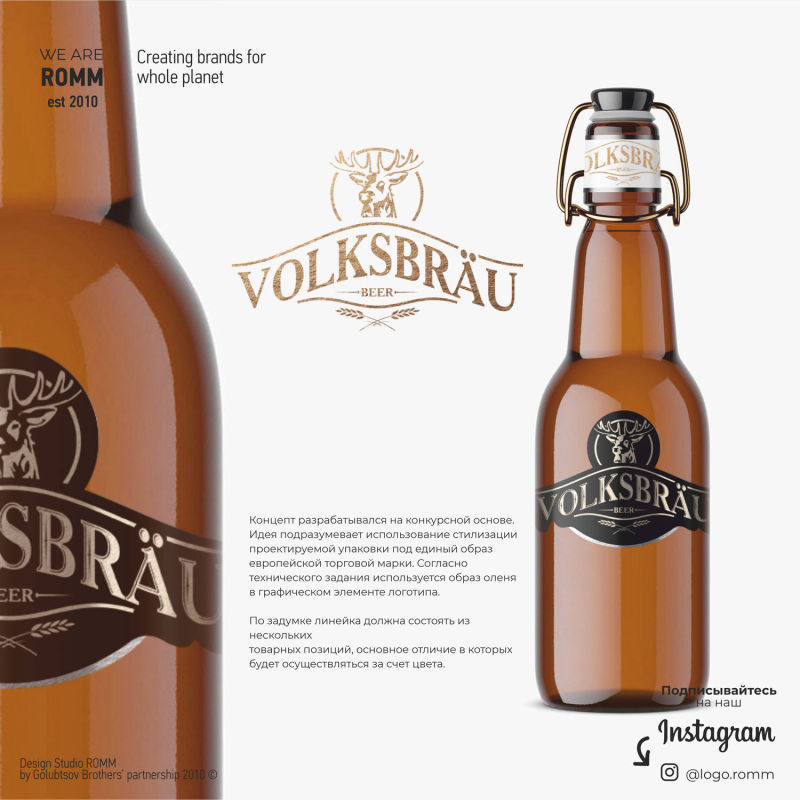 WE ARE
ROMM
est 2010
Creating brands for
whole planet
VOLKSBRÄU
BEER
OLKSBRÄ
BEER
VOLKSBRÄU
BEER
SBRÄU
EER
Концепт разрабатывался на конкурсной основе.
Идея подразумевает использование стилизации
проектируемой упаковки под единый образ
европейской торговой марки. Согласно
технического задания используется образ оленя
в графическом элементе логотипа.
По задумке линейка должна состоять из
нескольких
товарных позиций, основное отличие в которых
будет осуществляться за счет цвета.
Подписывайтесь
на наш
Instagram
@logo.romm
Design Studio ROMM
by Golubtsov Brothers' partnership 2010 ©